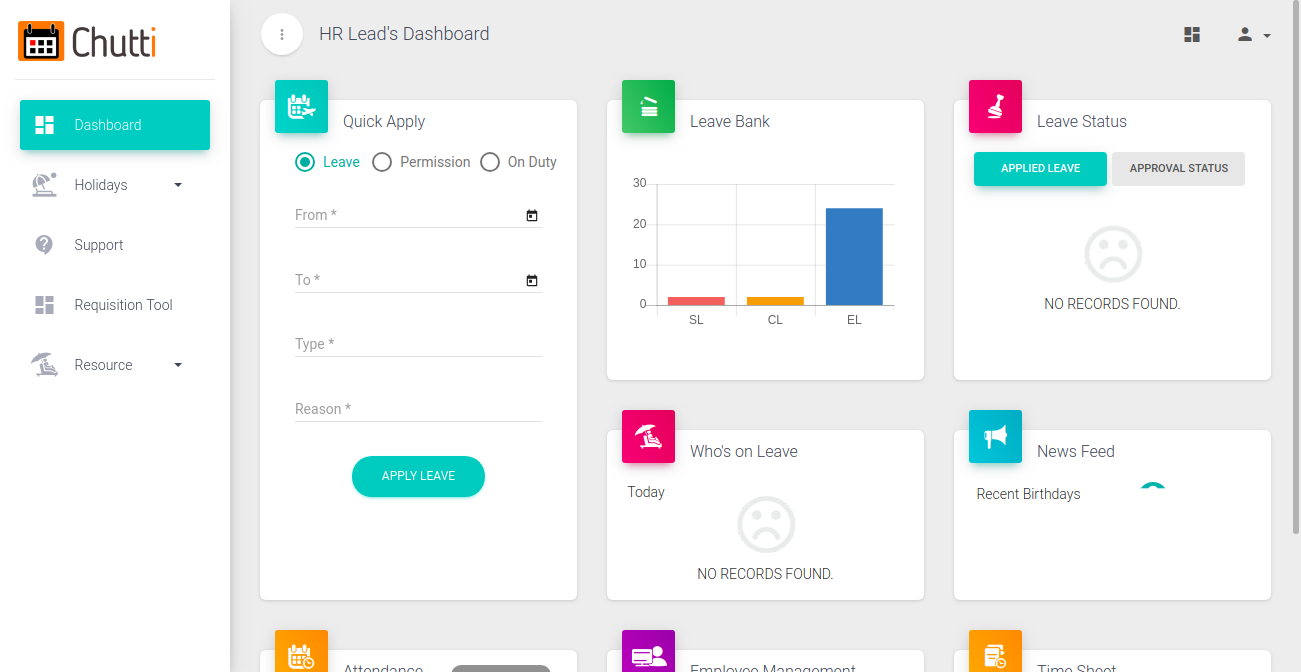 Chutti
HR Lead's Dashboard
Dashboard
Holidays
Support
Requisition Tool
Resource
Quick Apply
Leave
Permission
On Duty
From *
To *
Type *
Reason *
APPLY LEAVE
Leave Bank
30
20
10
0
SL
CL
EL
Leave Status
APPLIED LEAVE
APPROVAL STATUS
NO RECORDS FOUND.
Who's on Leave
Today
NO RECORDS FOUND.
News Feed
Recent Birthdays
Attendance
Employee Management
Time Sheet